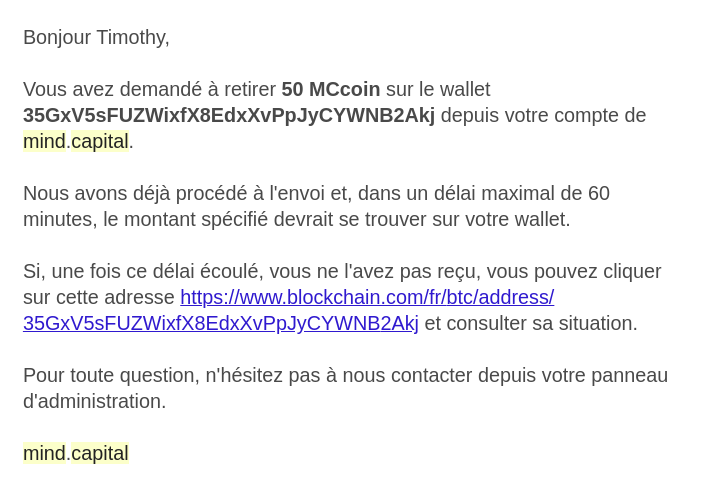 Bonjour Timothy,
Vous avez demandé à retirer 50 MCcoin sur le wallet
35GxV5sFUZWixfX8EdxXvPpJyCYWNB2Akj depuis votre compte de
mind.capital.
Nous avons déjà procédé à l'envoi et, dans un délai maximal de 60
minutes, le montant spécifié devrait se trouver sur votre wallet.
Si, une fois ce délai écoulé, vous ne l'avez pas reçu, vous pouvez cliquer
sur cette adresse https://www.blockchain.com/fr/btc/address/
35GxV5sFUZWixfX8EdxXvPpJyCYWNB2Akj et consulter sa situation.
Pour toute question, n'hésitez pas à nous contacter depuis votre panneau
d'administration.
mind.capital